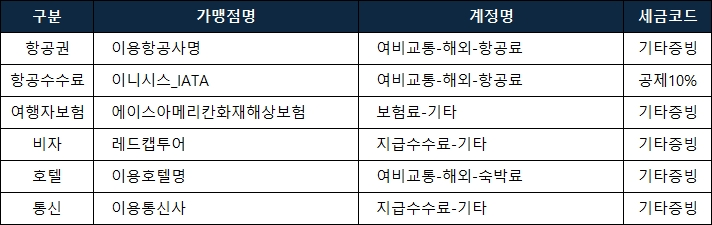 구분 가맹점명 계정명 세금코드
항공권 이용항공사명 여비교통-해외-항공료 기타증빙
항공수수료 이니시스_IATA 여비교통-해외-항공료 공제10%
여행자보험 에이스아메리칸화재해상보험 보험료-기타 기타증빙
비자 레드캡투어 지급수수료-기타 기타증빙
호텔 이용호텔명 여비교통-해외-숙박료 기타증빙
통신 이용통신사 지급수수료-기타 기타증빙